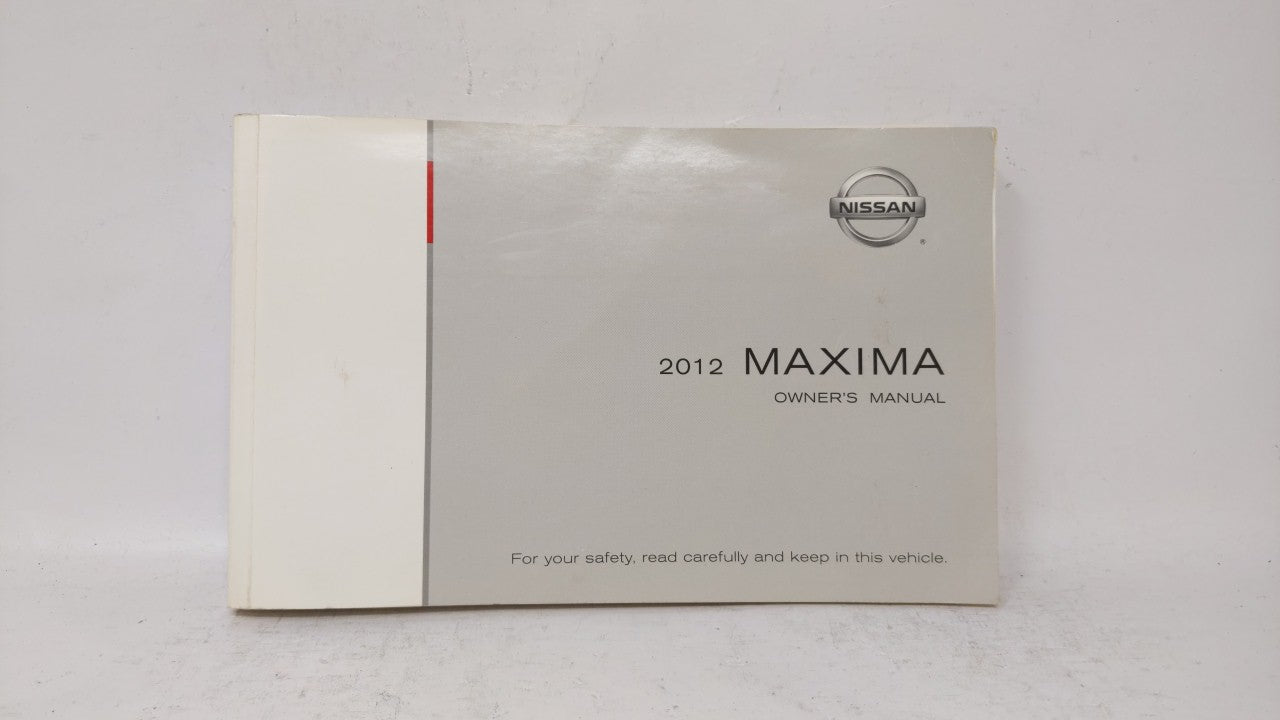 NISSAN
®
2012 MAXIMA
OWNER'S MANUAL
For your safety, read carefully and keep in this vehicle.